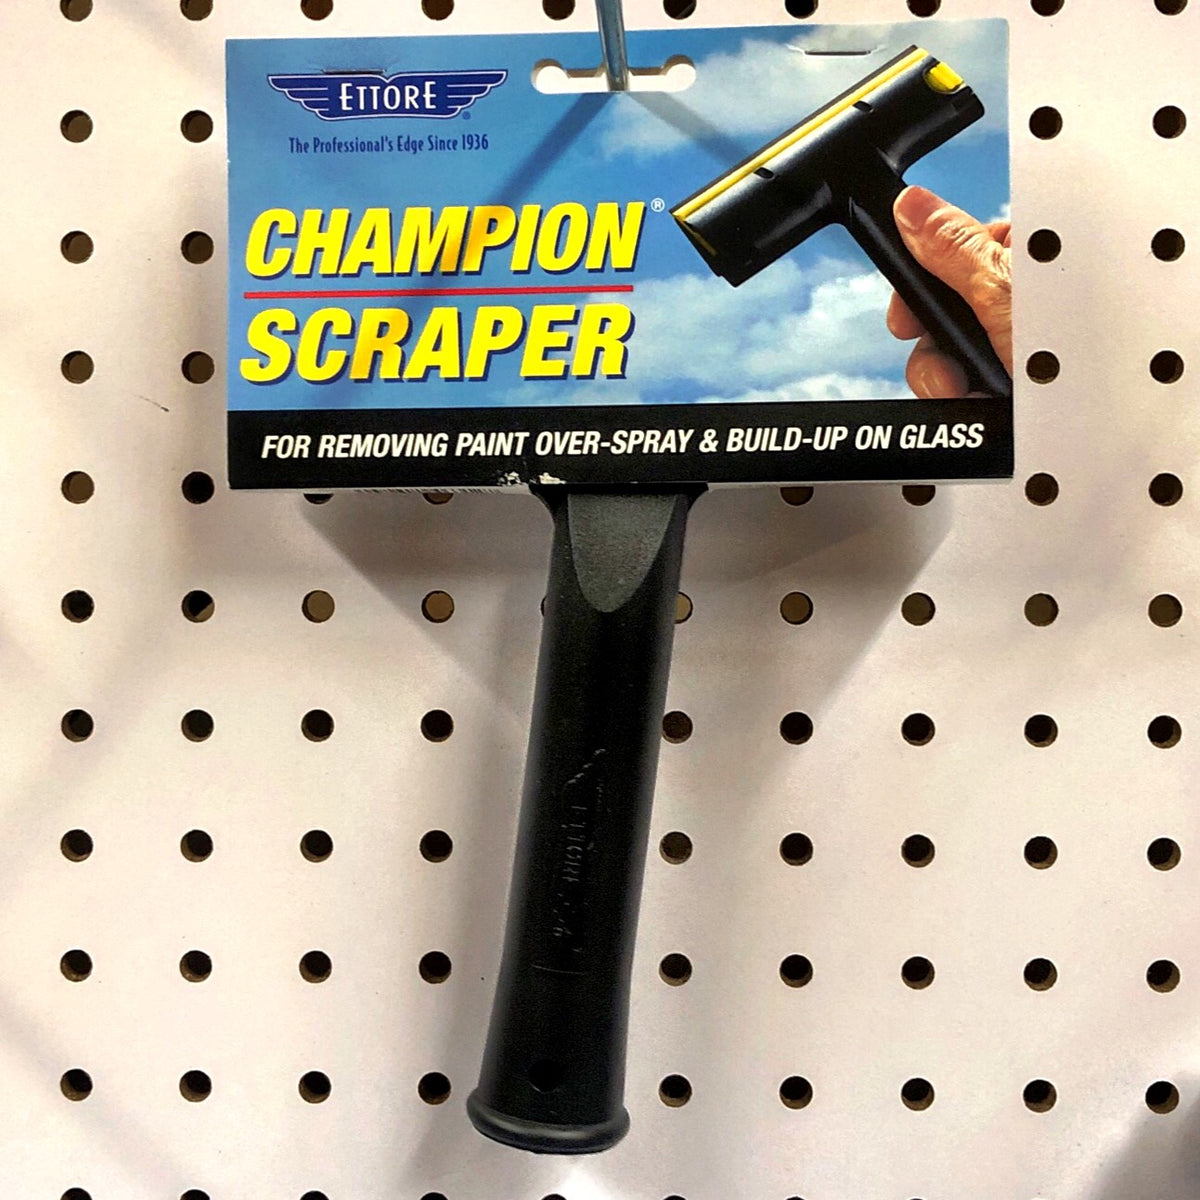 ETTORE
®
The Professional's Edge Since 1936
CHAMPION®
SCRAPER
FOR REMOVING PAINT OVER-SPRAY & BUILD-UP ON GLASS